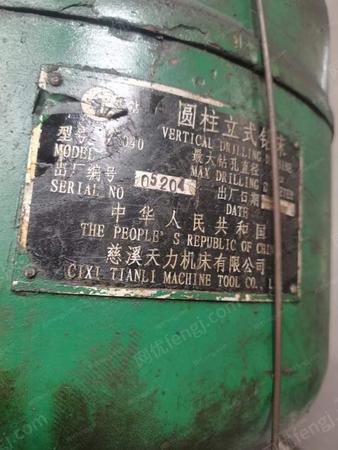 圆柱立式钻床
VERTICAL DRILLING
型号 040
最大钻孔直径
MODEL
MAX DRILLING D
出厂编号 05204 出厂日期
SERIAL NO
DATE
中华人民共和国
THE PEOPLE'S REPUBLIC OF CHIN
慈溪天力机床有限公司
CIXI TIANLI MACHINE TOOL CO., L